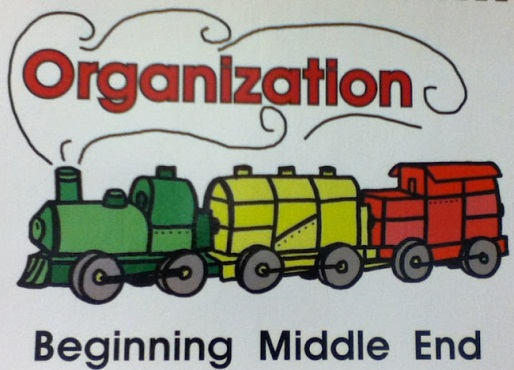 Organization
Beginning Middle End